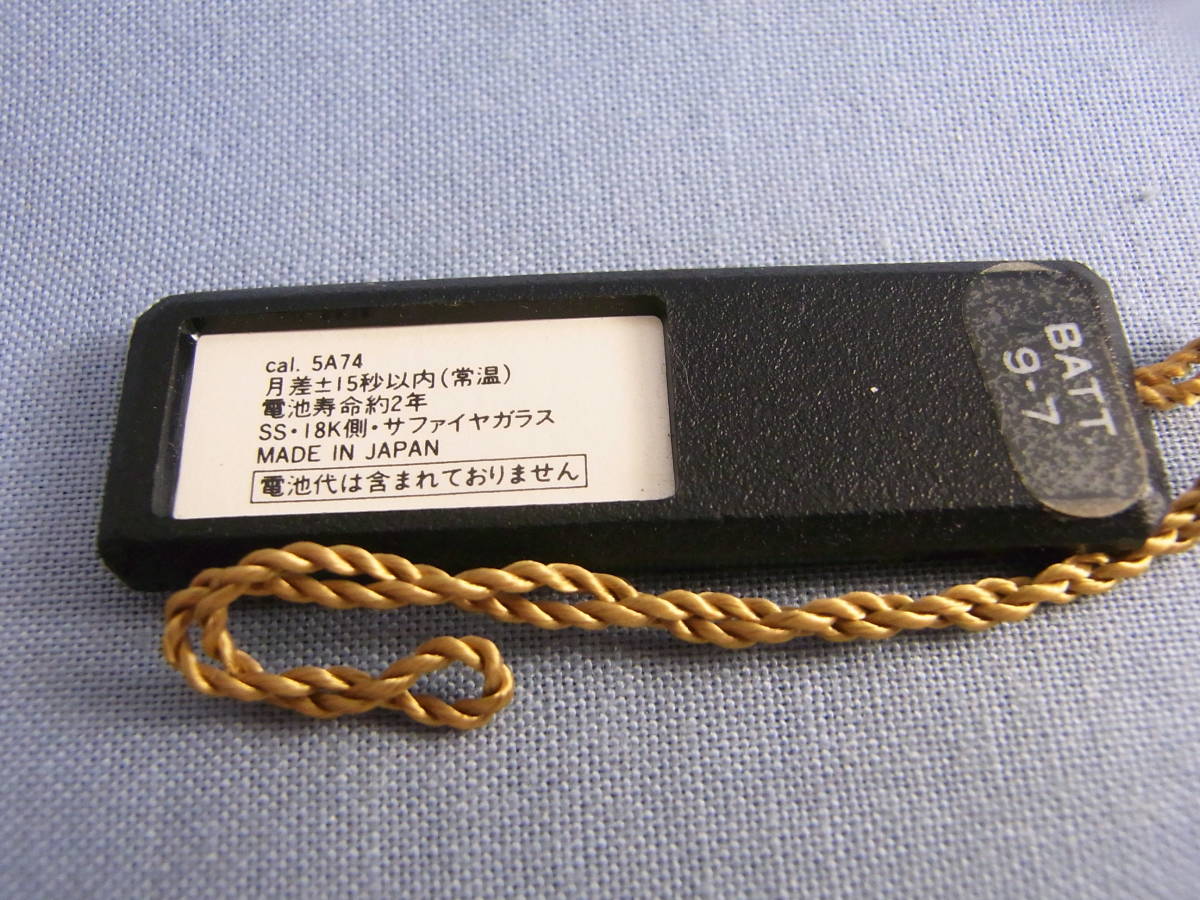 cal. 5A74
月差±15秒以内(常温)
電池寿命約2年
SS・18K側・サファイヤガラス
MADE IN JAPAN
電池代は含まれておりません
BATT
9-7